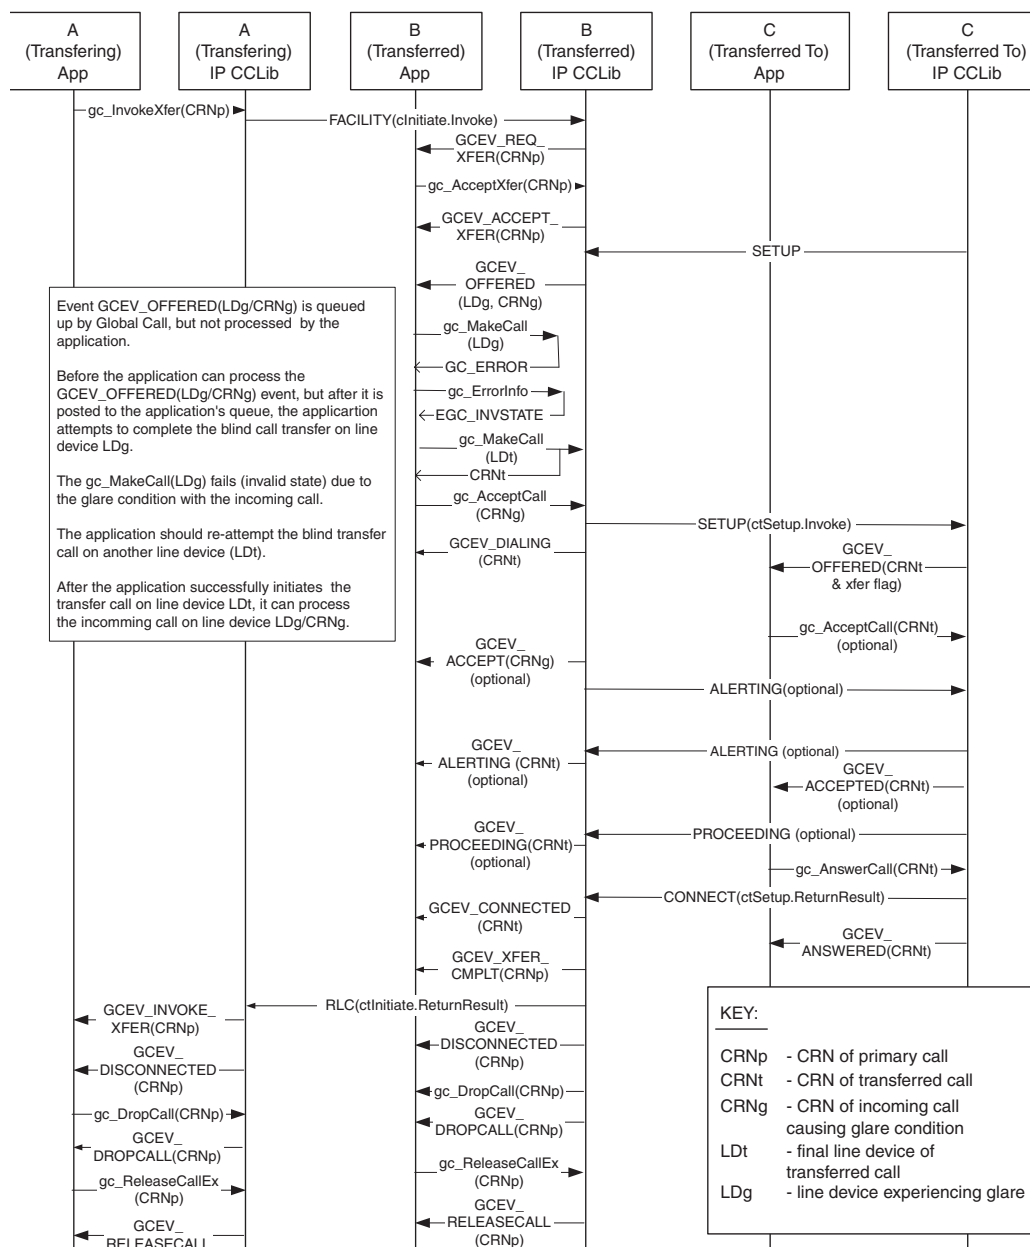 A
(Transfering)
App
A
(Transfering)
IP CCLib
B
(Transferred)
App
B
(Transferred)
IP CCLib
C
(Transferred To)
App
C
(Transferred To)
IP CCLib
gc_InvokeXfer(CRNp)
FACILITY(cInitiate.Invoke)
GCEV_REQ_
XFER(CRNp)
gc_AcceptXfer(CRNp)
GCEV_ACCEPT_
XFER(CRNp)
SETUP
GCEV_
OFFERED
(LDg, CRNg)
Event GCEV_OFFERED(LDg/CRNg) is queued
up by Global Call, but not processed by the
application.
Before the application can process the
GCEV_OFFERED(LDg/CRNg) event, but after it is
posted to the application's queue, the applicartion
attempts to complete the blind call transfer on line
device LDg.
The gc_MakeCall(LDg) fails (invalid state) due to
the glare condition with the incoming call.
The application should re-attempt the blind transfer
call on another line device (LDt).
After the application successfully initiates the
transfer call on line device LDt, it can process
the incomming call on line device LDg/CRNg.
gc_MakeCall
(LDg)
GC_ERROR
gc_ErrorInfo
EGC_INVSTATE
gc_MakeCall
(LDt)
CRNt
gc_AcceptCall
(CRNg)
SETUP(ctSetup.Invoke)
GCEV_DIALING
(CRNt)
GCEV_
OFFERED(CRNt
& xfer flag)
gc_AcceptCall(CRNt)
(optional)
GCEV_
ACCEPT(CRNg)
(optional)
ALERTING(optional)
ALERTING (optional)
GCEV_
ALERTING (CRNt)
(optional)
GCEV_
ACCEPTED(CRNt)
(optional)
PROCEEDING (optional)
GCEV_
PROCEEDING(CRNt)
(optional)
gc_AnswerCall(CRNt)
CONNECT(ctSetup.ReturnResult)
GCEV_CONNECTED
(CRNt)
GCEV_
ANSWERED(CRNt)
GCEV_XFER_
CMPLT(CRNp)
RLC(ctInitiate.ReturnResult)
GCEV_INVOKE_
XFER(CRNp)
GCEV_
DISCONNECTED
(CRNp)
GCEV_
DISCONNECTED
(CRNp)
gc_DropCall(CRNp)
gc_DropCall(CRNp)
GCEV_
DROPCALL(CRNp)
GCEV_
DROPCALL(CRNp)
gc_ReleaseCallEx
(CRNp)
gc_ReleaseCallEx
(CRNp)
GCEV_
RELEASECALL
(CRNp)
GCEV_
RELEASECALL
KEY:
CRNp - CRN of primary call
CRNt - CRN of transferred call
CRNg - CRN of incoming call
causing glare condition
LDt - final line device of
transferred call
LDg - line device experiencing glare